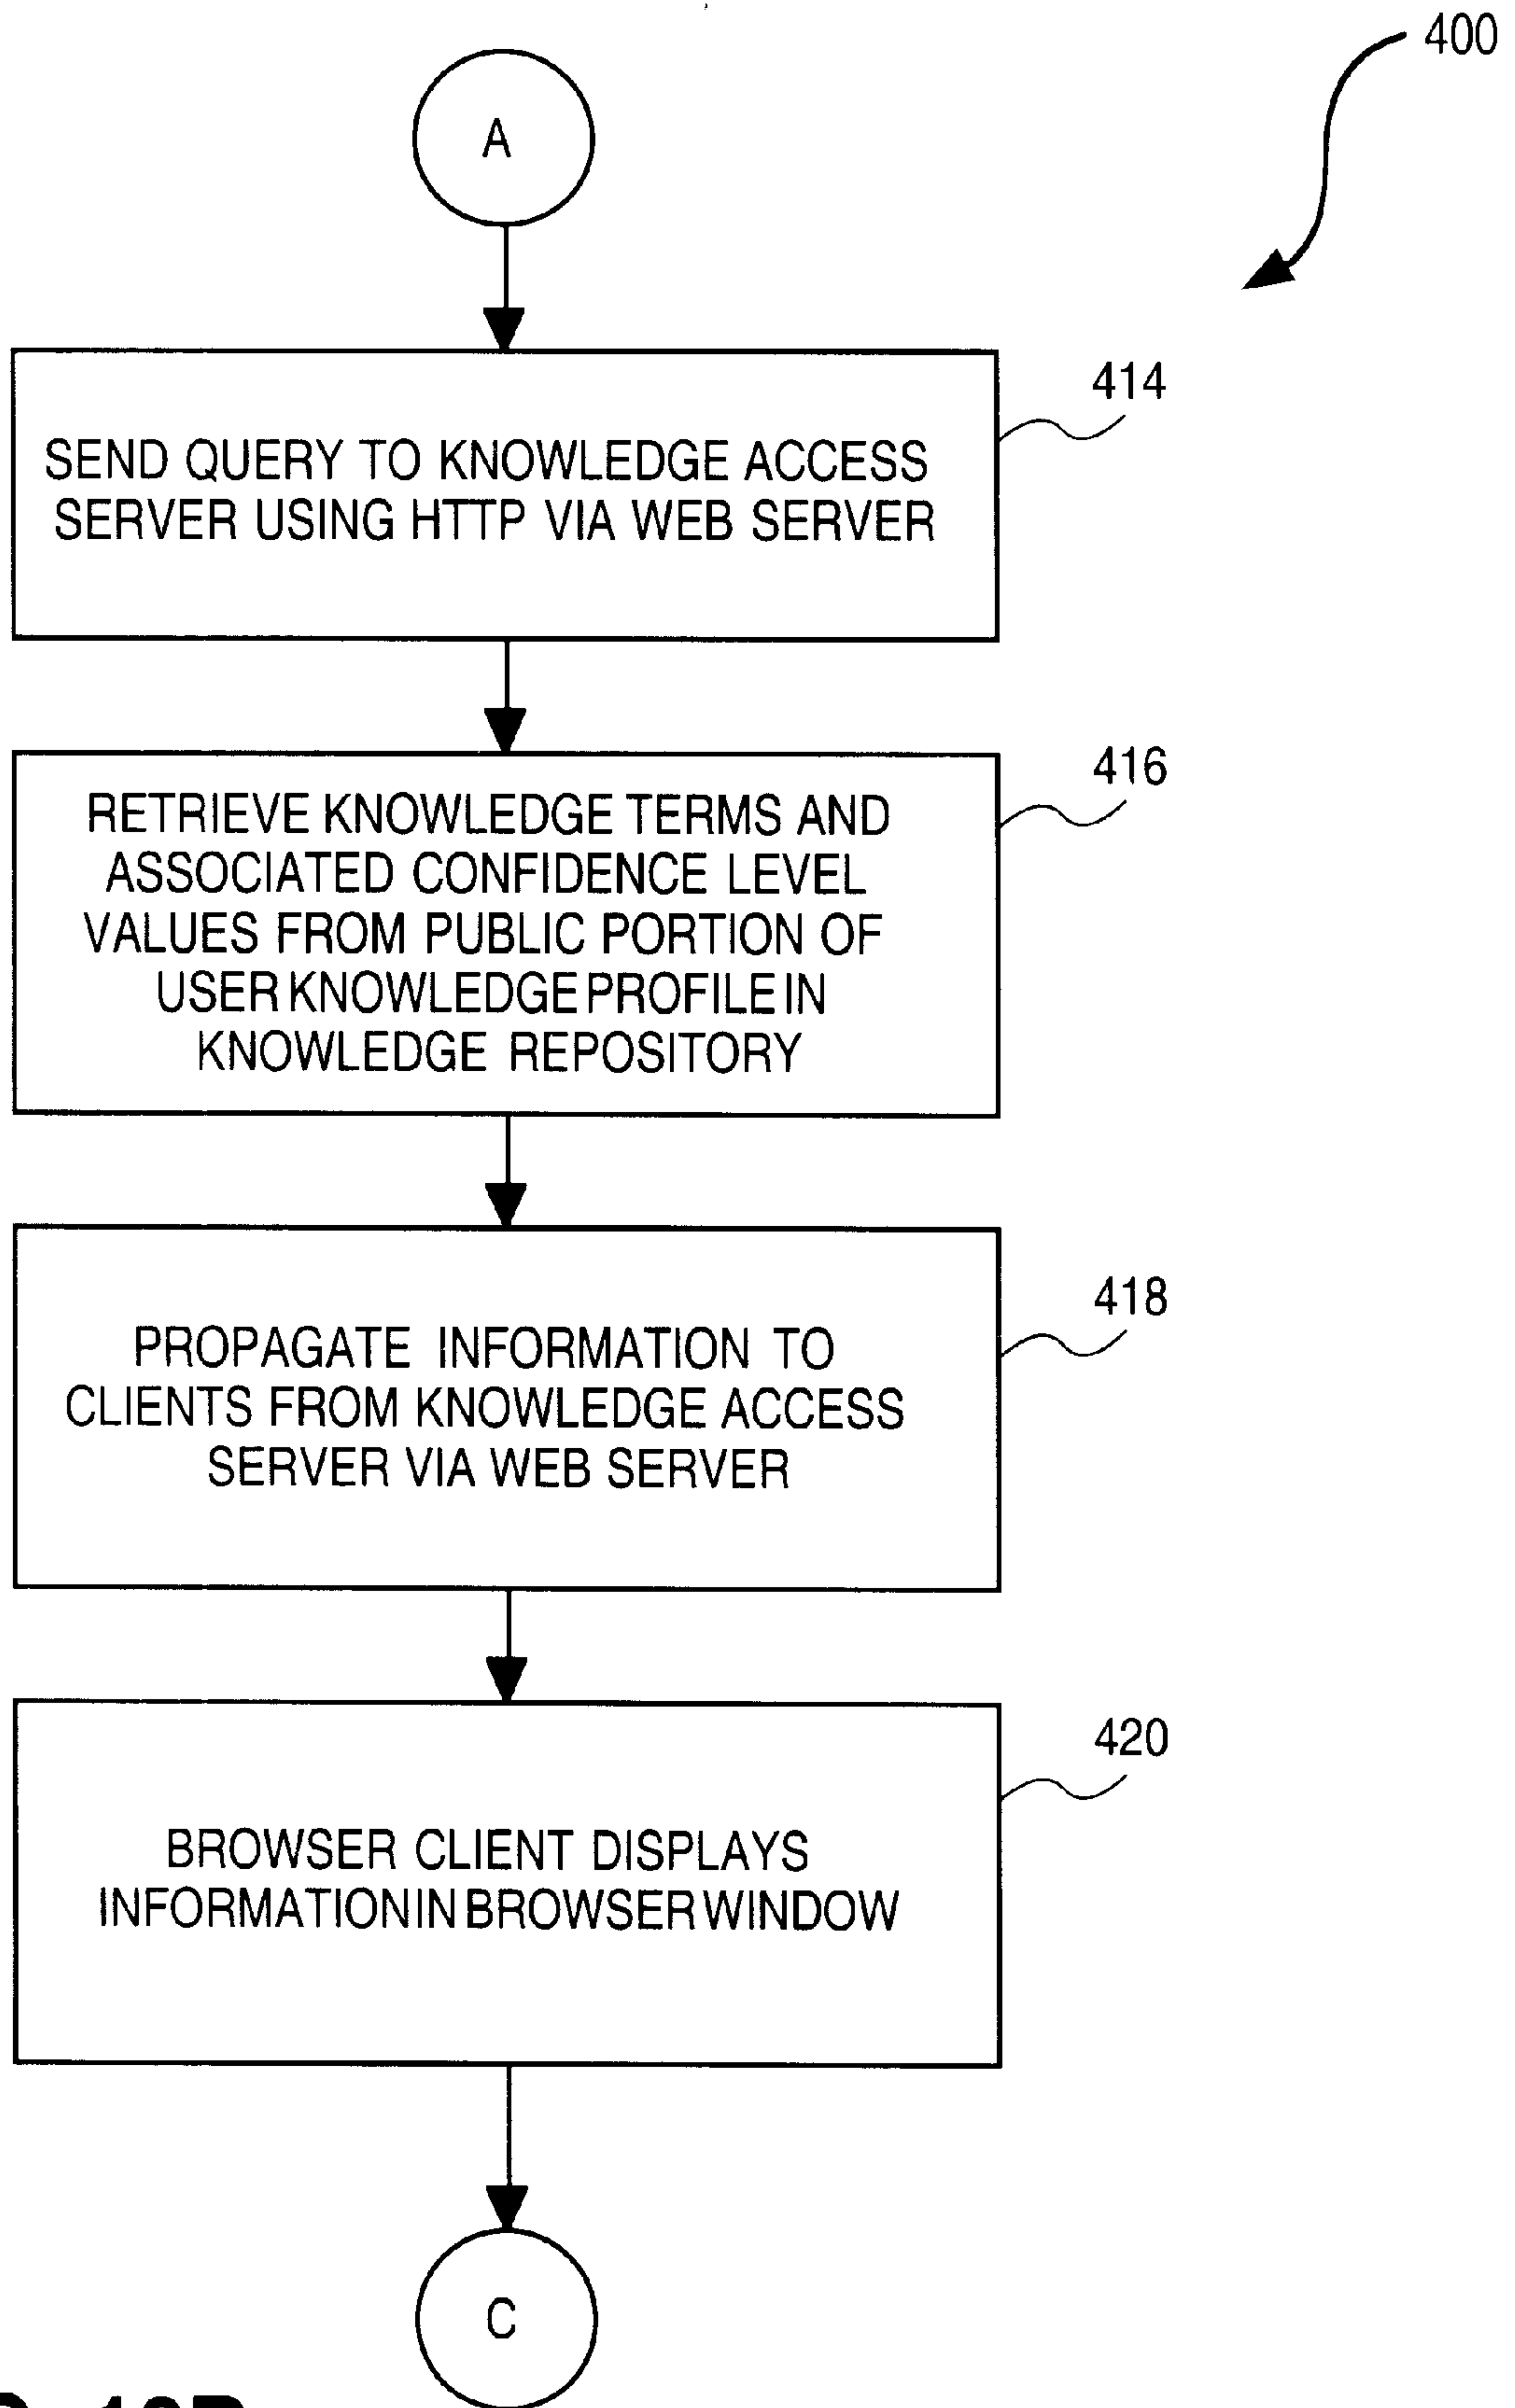 400
A
414
SEND QUERY TO KNOWLEDGE ACCESS
SERVER USING HTTP VIA WEB SERVER
416
RETRIEVE KNOWLEDGE TERMS AND
ASSOCIATED CONFIDENCE LEVEL
VALUES FROM PUBLIC PORTION OF
USER KNOWLEDGE PROFILE IN
KNOWLEDGE REPOSITORY
418
PROPAGATE INFORMATION TO
CLIENTS FROM KNOWLEDGE ACCESS
SERVER VIA WEB SERVER
420
BROWSER CLIENT DISPLAYS
INFORMATION IN BROWSER WINDOW
C